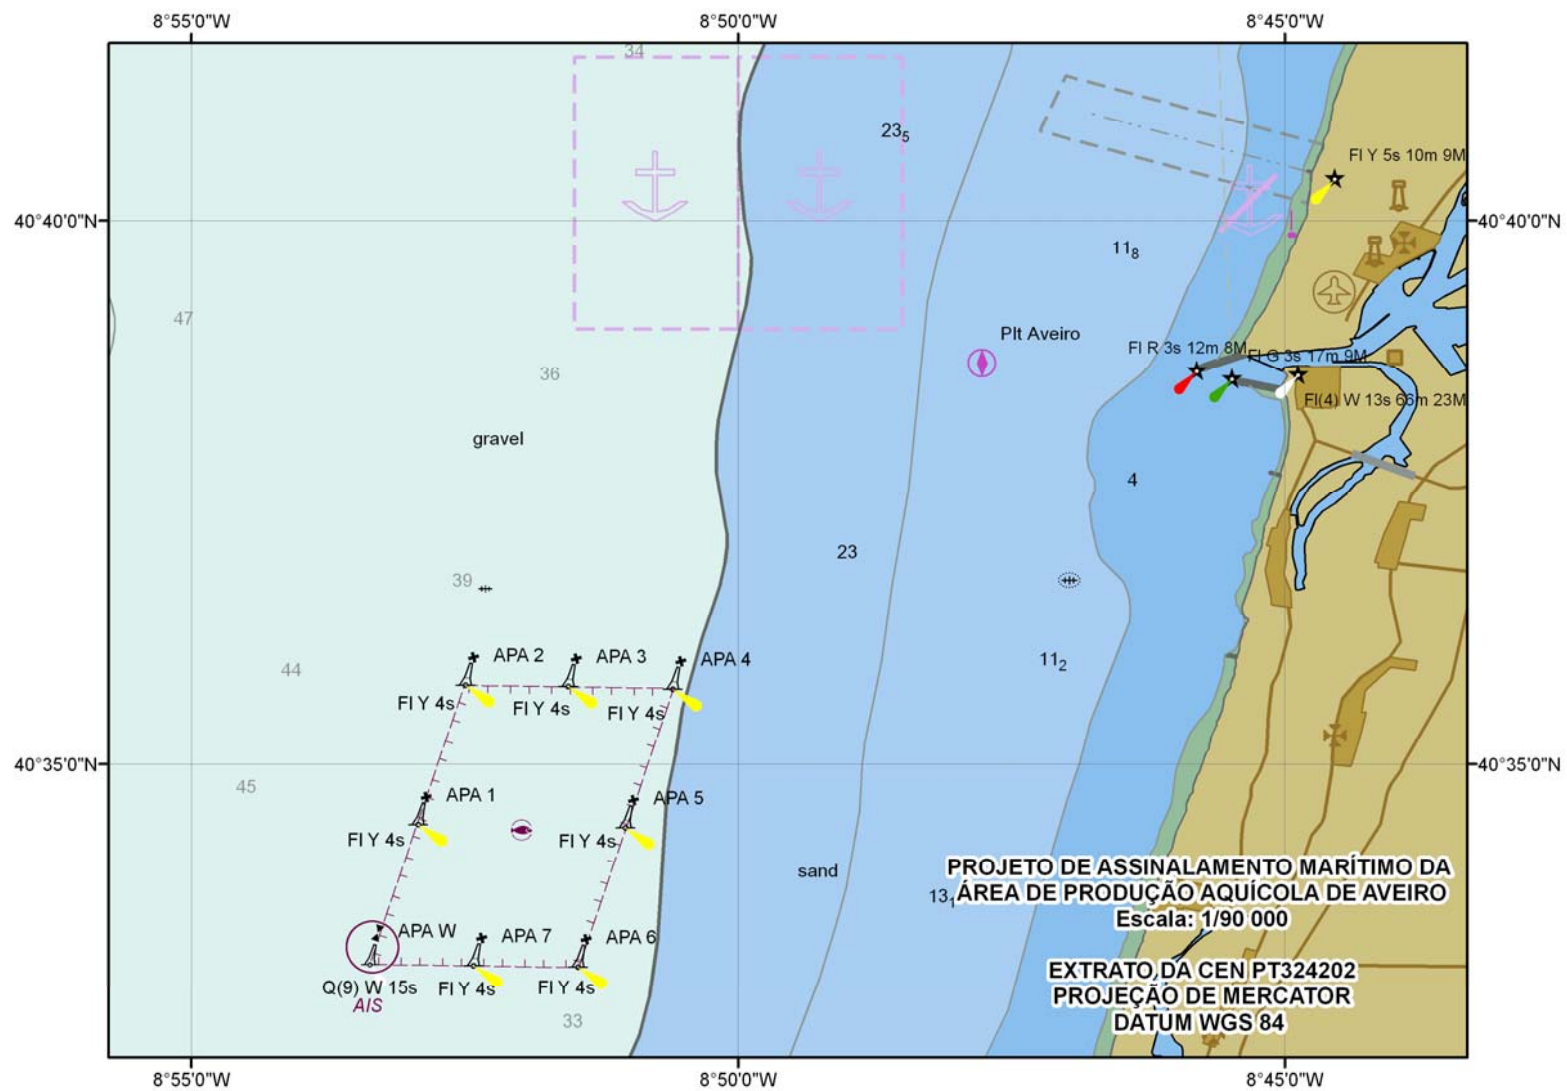 8°55'0"W
8°50'0"W
8°45'0"W
34
23₅
Fl Y 5s 10m 9M
40°40'0"N
40°40'0"N
11₈
47
Plt Aveiro
Fl R 3s 12m 8M
Fl G 3s 17m 9M
36
Fl(4) W 13s 66m 23M
gravel
4
23
39
APA 2
APA 3
APA 4
11₂
44
Fl Y 4s
Fl Y 4s
Fl Y 4s
40°35'0"N
40°35'0"N
45
APA 1
APA 5
Fl Y 4s
Fl Y 4s
sand
PROJETO DE ASSINALAMENTO MARÍTIMO DA
13₁
ÁREA DE PRODUÇÃO AQUÍCOLA DE AVEIRO
Escala: 1/90 000
APA W
APA 7
APA 6
EXTRATO DA CEN PT324202
Q(9) W 15s
Fl Y 4s
Fl Y 4s
PROJEÇÃO DE MERCATOR
AIS
33
DATUM WGS 84
8°55'0"W
8°50'0"W
8°45'0"W